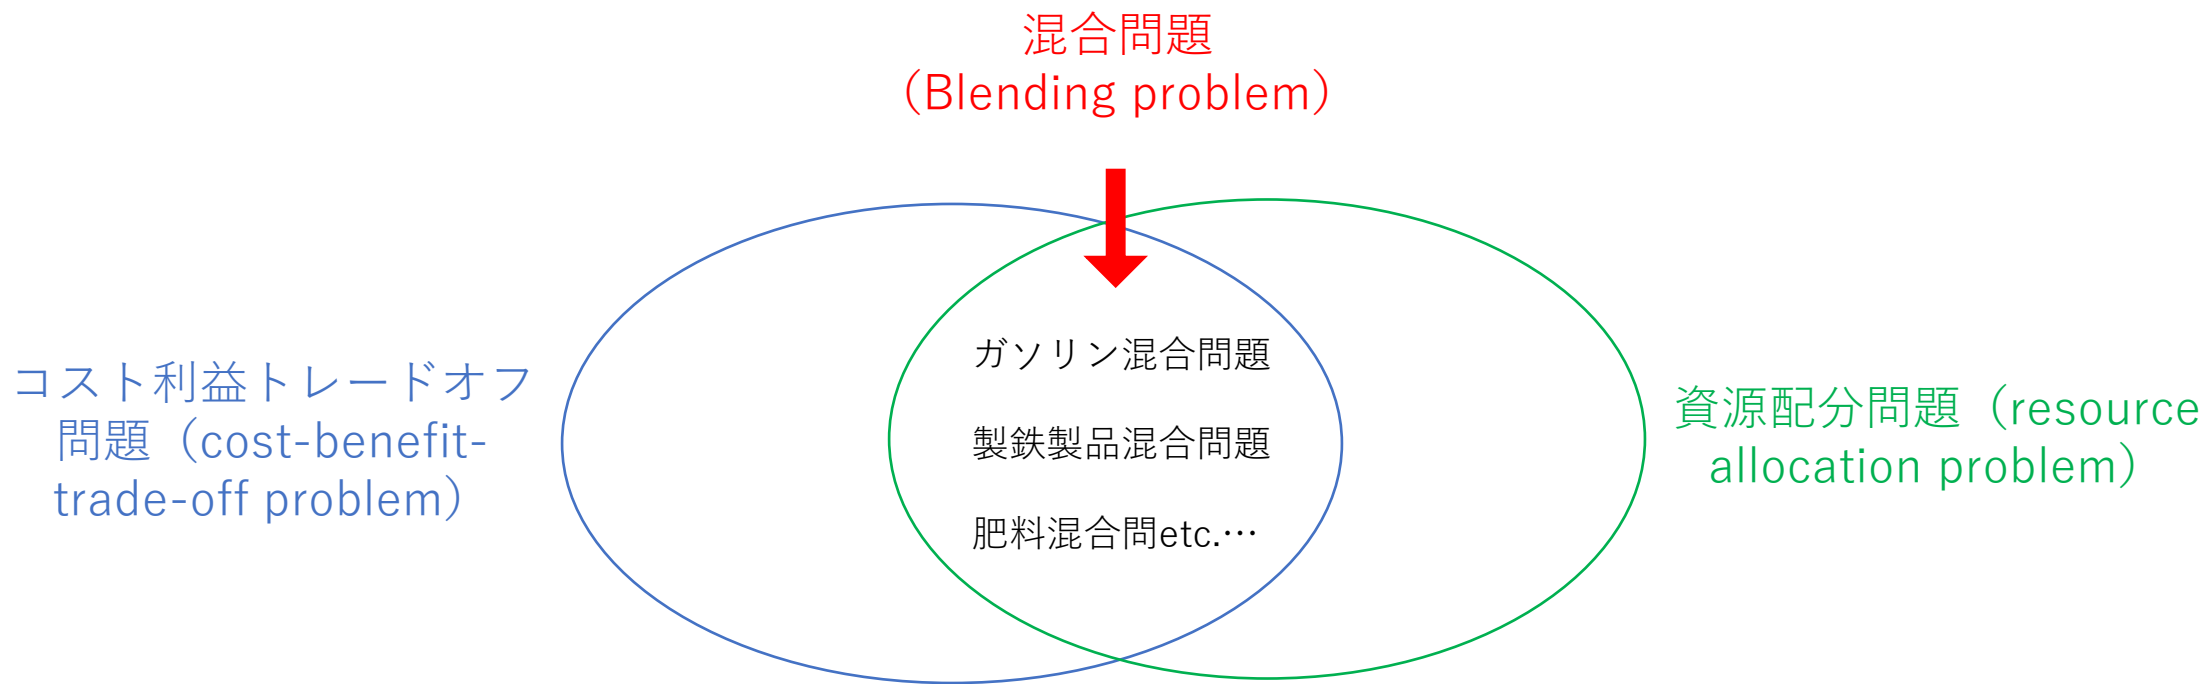 混合問題
（Blending problem）
コスト利益トレードオフ
問題（cost-benefit-
trade-off problem）
ガソリン混合問題
製鉄製品混合問題
肥料混合問etc.…
資源配分問題（resource
allocation problem）